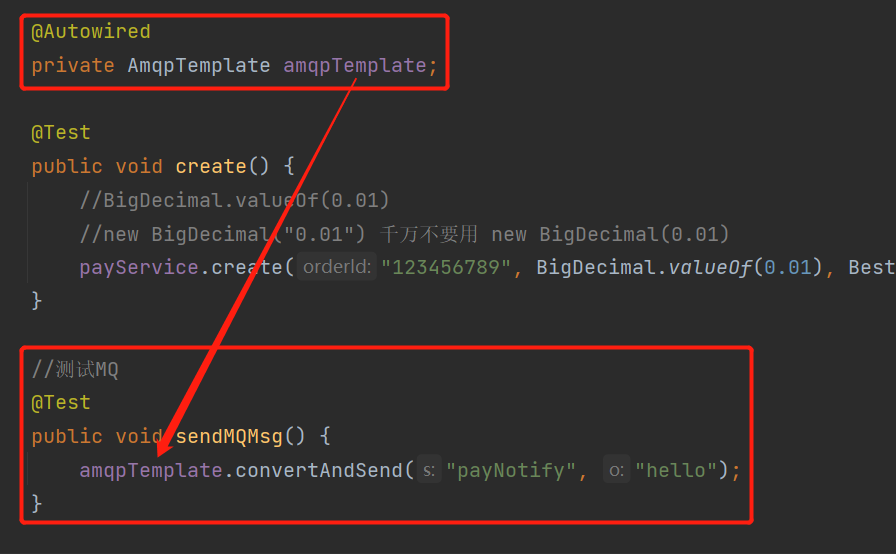 @Autowired
private AmqpTemplate amqpTemplate;
@Test
public void create() {
//BigDecimal.valueOf(0.01)
//new BigDecimal("0.01") 千万不要用 new BigDecimal(0.01)
payService.create( orderId: "123456789", BigDecimal.valueOf(0.01), Best
}
//测试MQ
@Test
public void sendMQMsg() {
amqpTemplate.convertAndSend( s: "payNotify", o: "hello");
}